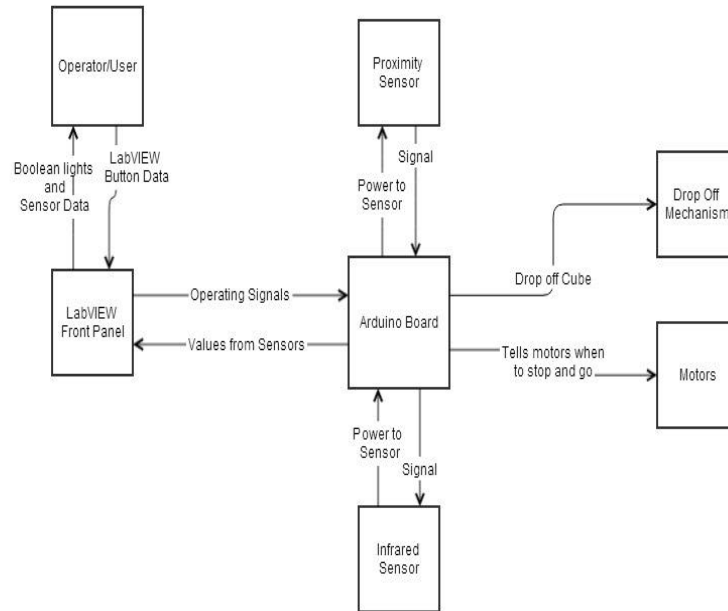 Operator/User
Proximity
Sensor
Boolean lights
and
Sensor Data
LabVIEW
Button Data
Power to
Sensor
Signal
Drop Off
Mechanism
LabVIEW
Front Panel
Operating Signals
Values from Sensors
Arduino Board
Drop off Cube
Tells motors when
to stop and go
Motors
Power to
Sensor
Signal
Infrared
Sensor